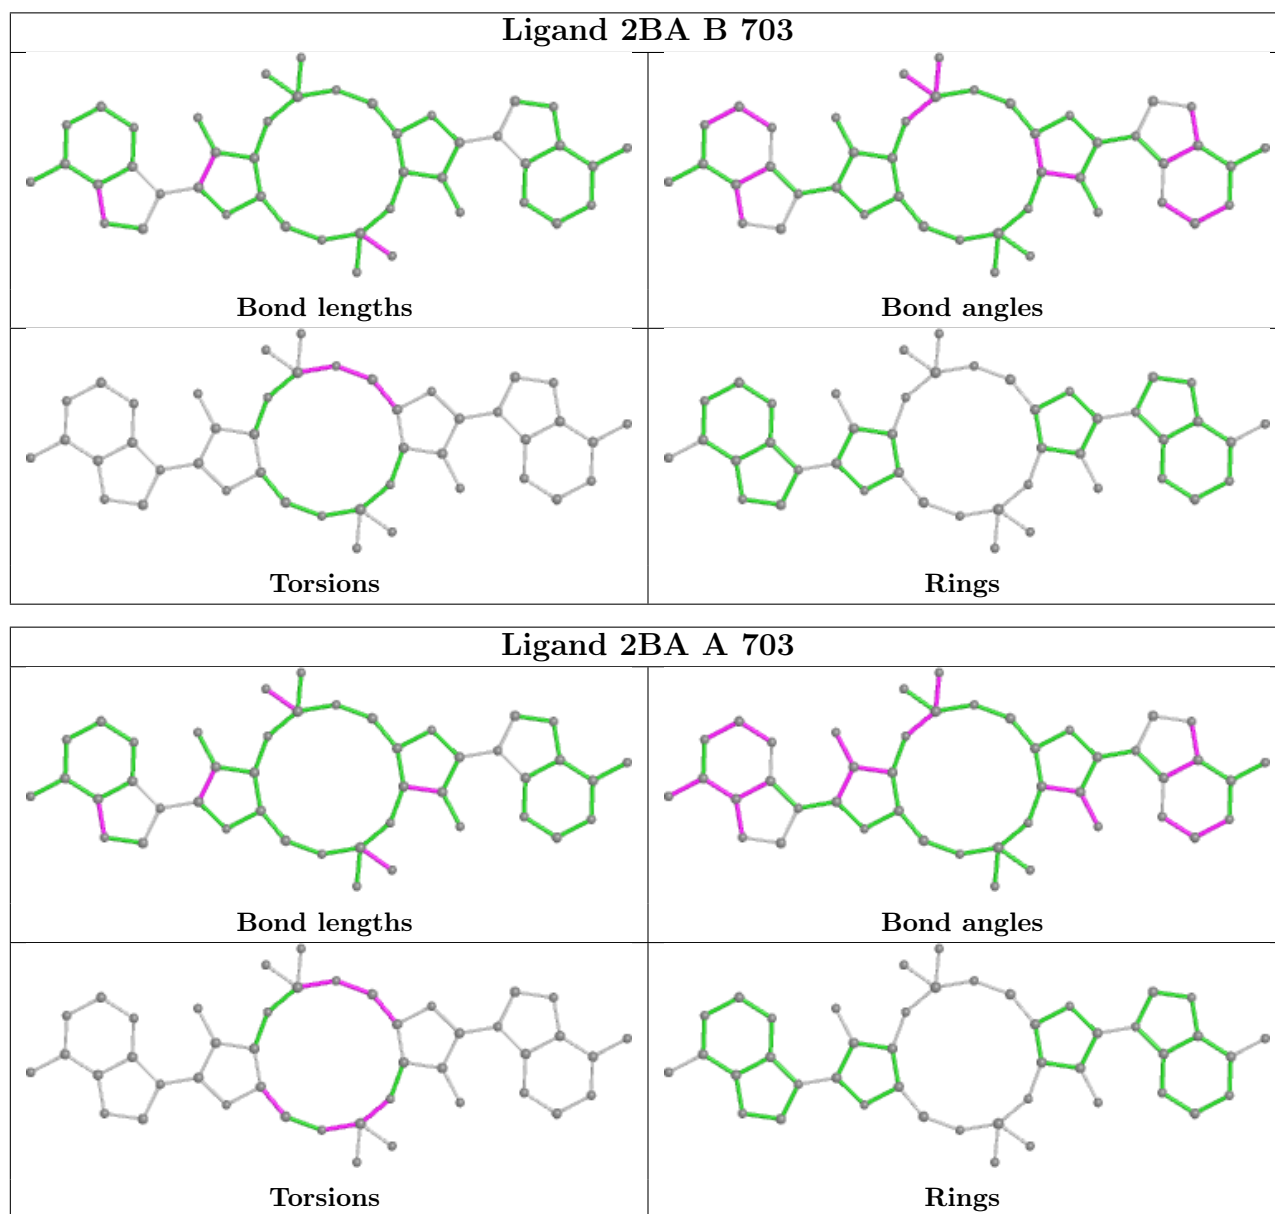 Ligand 2BA B 703
Bond lengths
Bond angles
Torsions
Rings
Ligand 2BA A 703
Bond lengths
Bond angles
Torsions
Rings